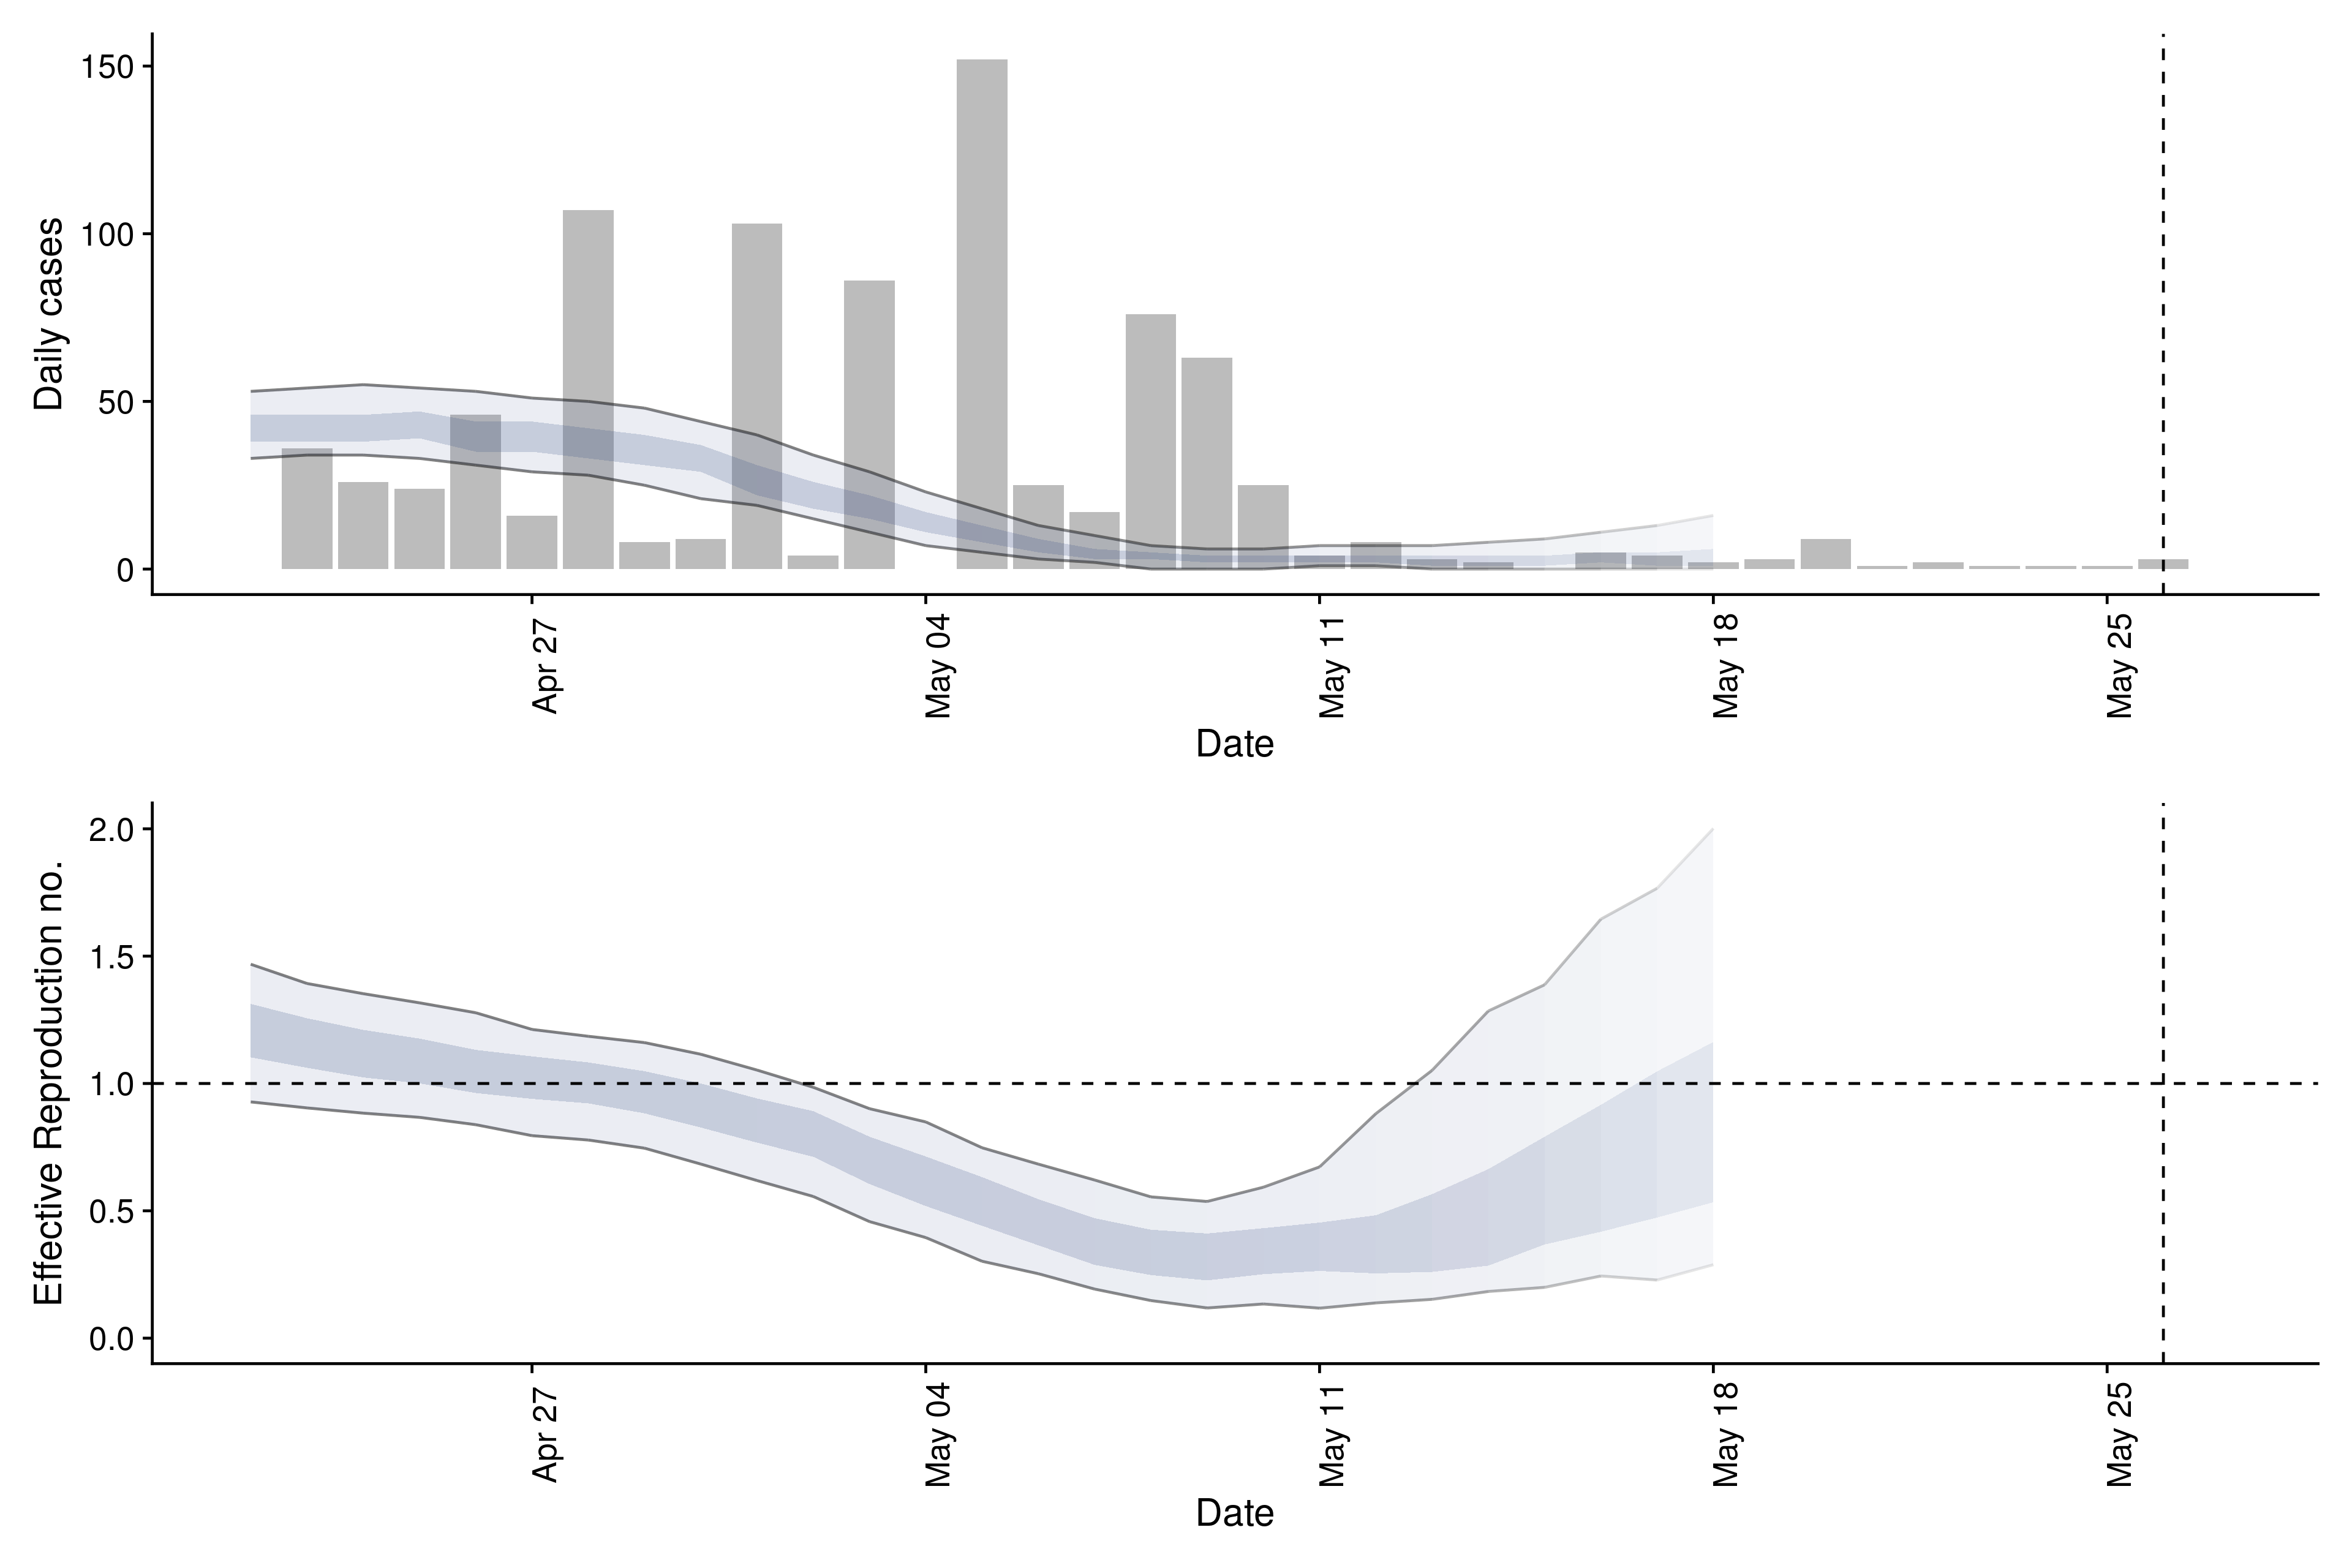 150
100
50
0
Daily cases
Apr 27
May 04
May 11
May 18
May 25
Date
2.0
1.5
1.0
0.5
0.0
Effective Reproduction no.
Apr 27
May 04
May 11
May 18
May 25
Date